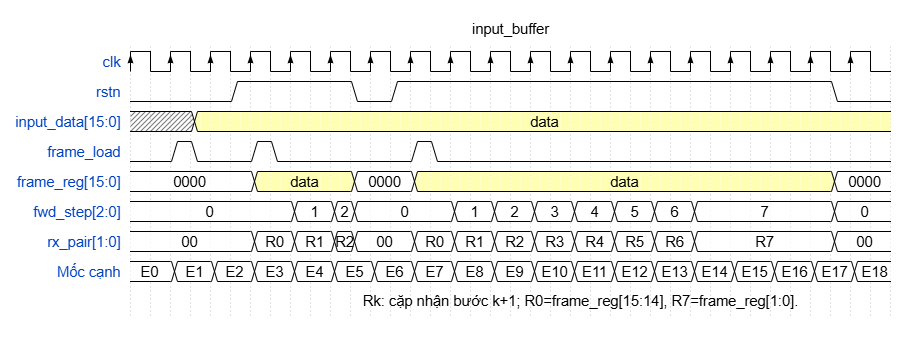 input_buffer
clk
rstn
input_data[15:0] data
frame_load
frame_reg[15:0] 0000 data 0000 data 0000
fwd_step[2:0] 0 1 2 0 1 2 3 4 5 6 7 0
rx_pair[1:0] 00 R0 R1 R2 00 R0 R1 R2 R3 R4 R5 R6 R7 00
Mốc cạnh E0 E1 E2 E3 E4 E5 E6 E7 E8 E9 E10 E11 E12 E13 E14 E15 E16 E17 E18
Rk: cặp nhận bước k+1; R0=frame_reg[15:14], R7=frame_reg[1:0].